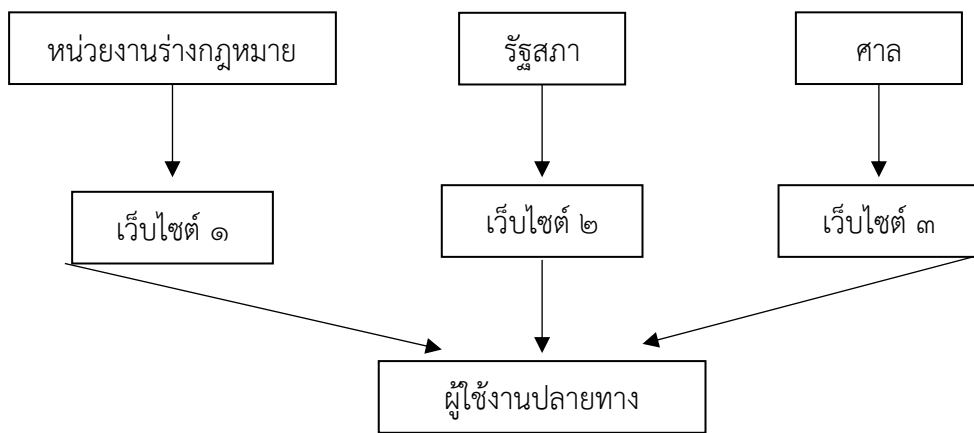 หน่วยงานร่างกฎหมาย
รัฐสภา
ศาล
เว็บไซต์ ๑
เว็บไซต์ ๒
เว็บไซต์ ๓
ผู้ใช้งานปลายทาง